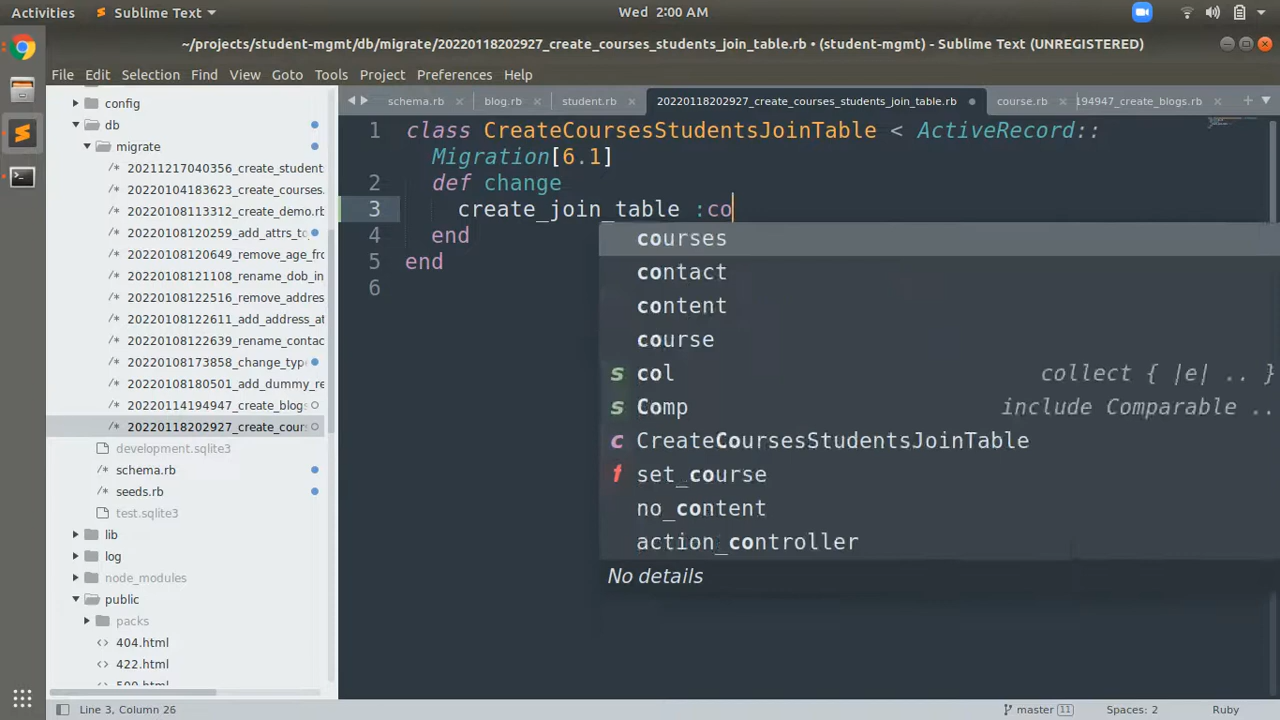 Activities
Sublime Text
Wed 2:00 AM
~/projects/student-mgmt/db/migrate/20220118202927_create_courses_students_join_table.rb • (student-mgmt) - Sublime Text (UNREGISTERED)
File Edit Selection Find View Goto Tools Project Preferences Help
config
db
migrate
/* 20211217040356_create_student
/* 20220104183623_create_courses.
/* 20220108113312_create_demo.rb
/* 20220108120259_add_attrs_to
/* 20220108120649_remove_age_fro
/* 20220108121108_rename_dob_in
/* 20220108122516_remove_addres
/* 20220108122611_add_address_at
/* 20220108122639_rename_contac
/* 20220108173858_change_type
/* 20220108180501_add_dummy_re
/* 20220114194947_create_blogs
/* 20220118202927_create_cour
development.sqlite3
/* schema.rb
/* seeds.rb
test.sqlite3
lib
log
node_modules
public
packs
<> 404.html
<> 422.html
<> 500.html
schema.rb × blog.rb × student.rb × 20220118202927_create_courses_students_join_table.rb • course.rb × 194947_create_blogs.rb ×
1 class CreateCoursesStudentsJoinTable < ActiveRecord::
Migration[6.1]
2 def change
3 create_join_table :co
4 end
5 end
6
courses
contact
content
course
s col collect { |e| .. }
s Comp include Comparable ..
c CreateCoursesStudentsJoinTable
f set_course
no_content
action_controller
No details
Line 3, Column 26
master 11
Spaces: 2
Ruby